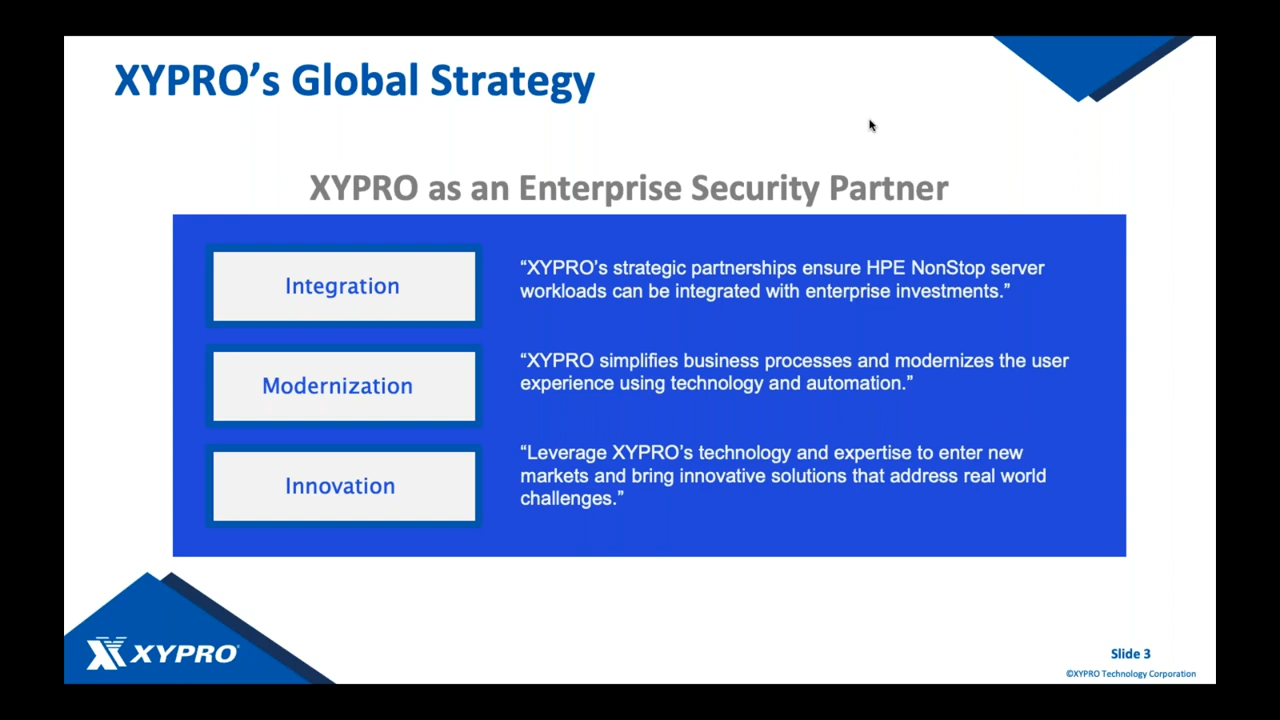 XYPRO’s Global Strategy
XYPRO as an Enterprise Security Partner
Integration
“XYPRO’s strategic partnerships ensure HPE NonStop server
workloads can be integrated with enterprise investments.”
Modernization
“XYPRO simplifies business processes and modernizes the user
experience using technology and automation.”
Innovation
“Leverage XYPRO’s technology and expertise to enter new
markets and bring innovative solutions that address real world
challenges.”
XYPRO
Slide 3
©XYPRO Technology Corporation